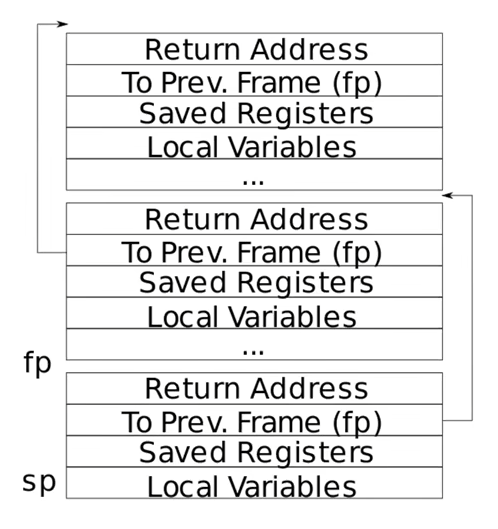 Return Address
To Prev. Frame (fp)
Saved Registers
Local Variables
...
Return Address
To Prev. Frame (fp)
Saved Registers
Local Variables
...
fp
Return Address
To Prev. Frame (fp)
Saved Registers
sp
Local Variables